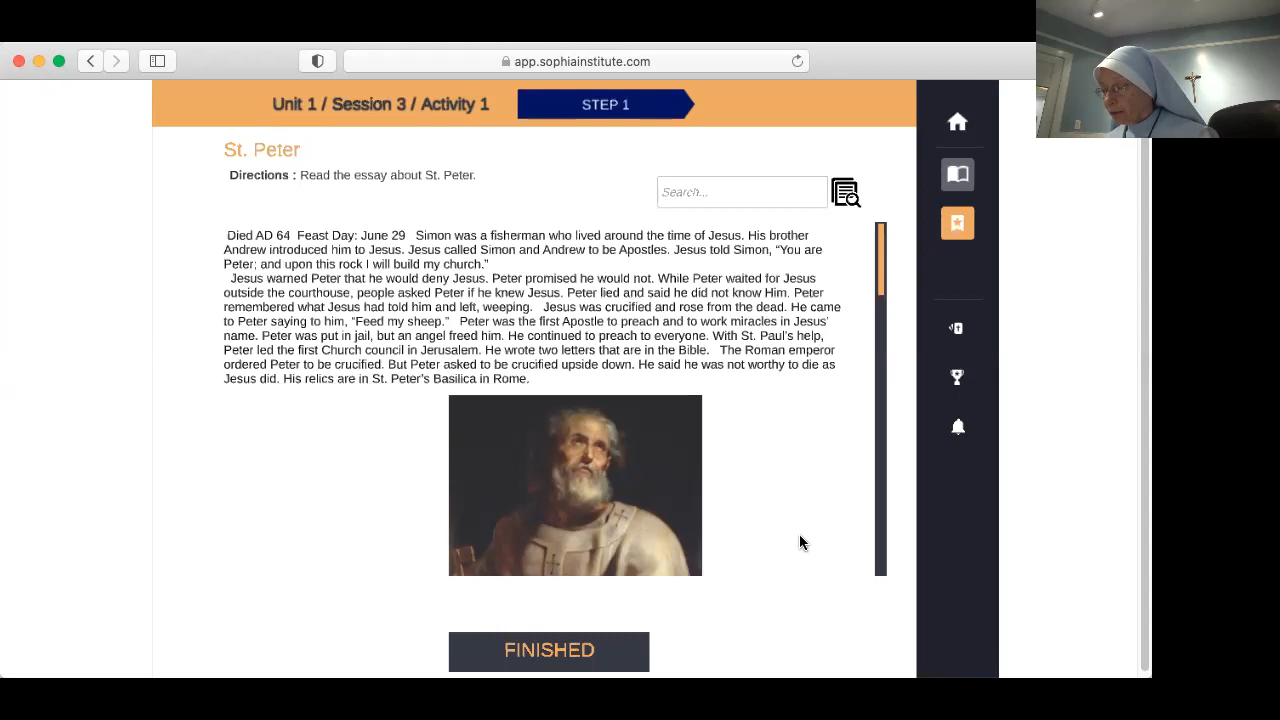 app.sophiainstitute.com
Unit 1 / Session 3 / Activity 1
STEP 1
St. Peter
Directions : Read the essay about St. Peter.
Search...
Died AD 64 Feast Day: June 29 Simon was a fisherman who lived around the time of Jesus. His brother
Andrew introduced him to Jesus. Jesus called Simon and Andrew to be Apostles. Jesus told Simon, “You are
Peter; and upon this rock I will build my church.”
Jesus warned Peter that he would deny Jesus. Peter promised he would not. While Peter waited for Jesus
outside the courthouse, people asked Peter if he knew Jesus. Peter lied and said he did not know Him. Peter
remembered what Jesus had told him and left, weeping. Jesus was crucified and rose from the dead. He came
to Peter saying to him, “Feed my sheep.” Peter was the first Apostle to preach and to work miracles in Jesus’
name. Peter was put in jail, but an angel freed him. He continued to preach to everyone. With St. Paul’s help,
Peter led the first Church council in Jerusalem. He wrote two letters that are in the Bible. The Roman emperor
ordered Peter to be crucified. But Peter asked to be crucified upside down. He said he was not worthy to die as
Jesus did. His relics are in St. Peter’s Basilica in Rome.
FINISHED